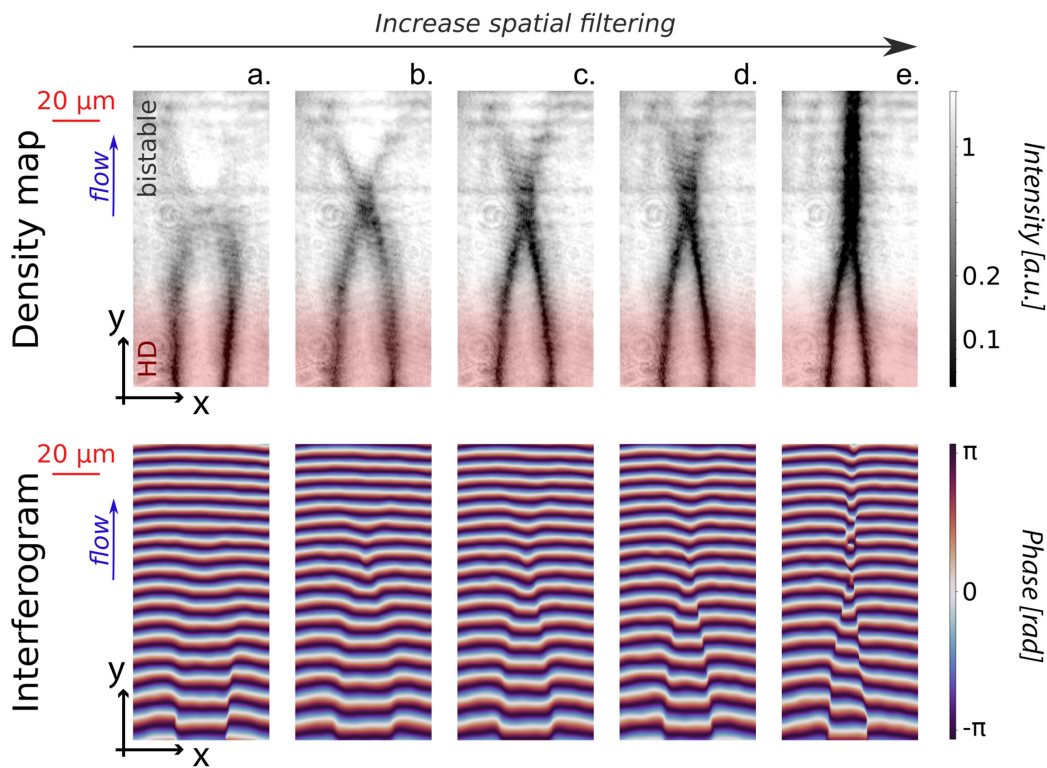 Increase spatial filtering
a. b. c. d. e.
20 μm
flow
bistable
HD
y
x
Density map
1
0.2
0.1
Intensity [a.u.]
20 μm
flow
y
x
Interferogram
π
0
-π
Phase [rad]